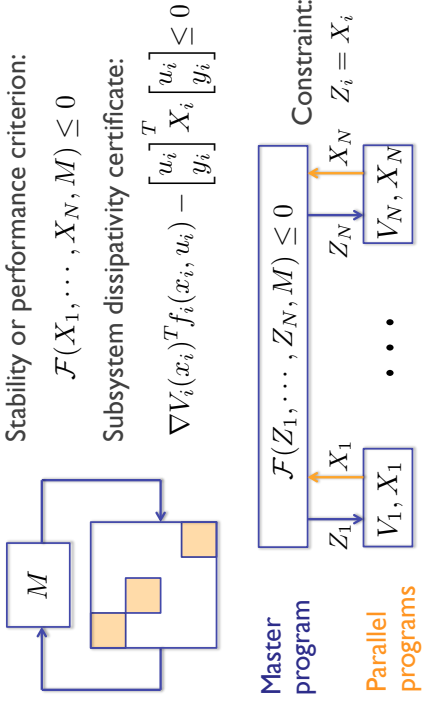 Stability or performance criterion:
$\mathcal{F}(X_1, \cdots, X_N, M) \leq 0$
Subsystem dissipativity certificate:
$\nabla V_i(x_i)^T f_i(x_i, u_i) - \begin{bmatrix} u_i \\ y_i \end{bmatrix}^T X_i \begin{bmatrix} u_i \\ y_i \end{bmatrix} \leq 0$
$M$
Master
program
$\mathcal{F}(Z_1, \cdots, Z_N, M) \leq 0$
Constraint:
$Z_i = X_i$
$Z_1$ $X_1$ $Z_N$ $X_N$
Parallel
programs
$V_1, X_1$ • • • $V_N, X_N$